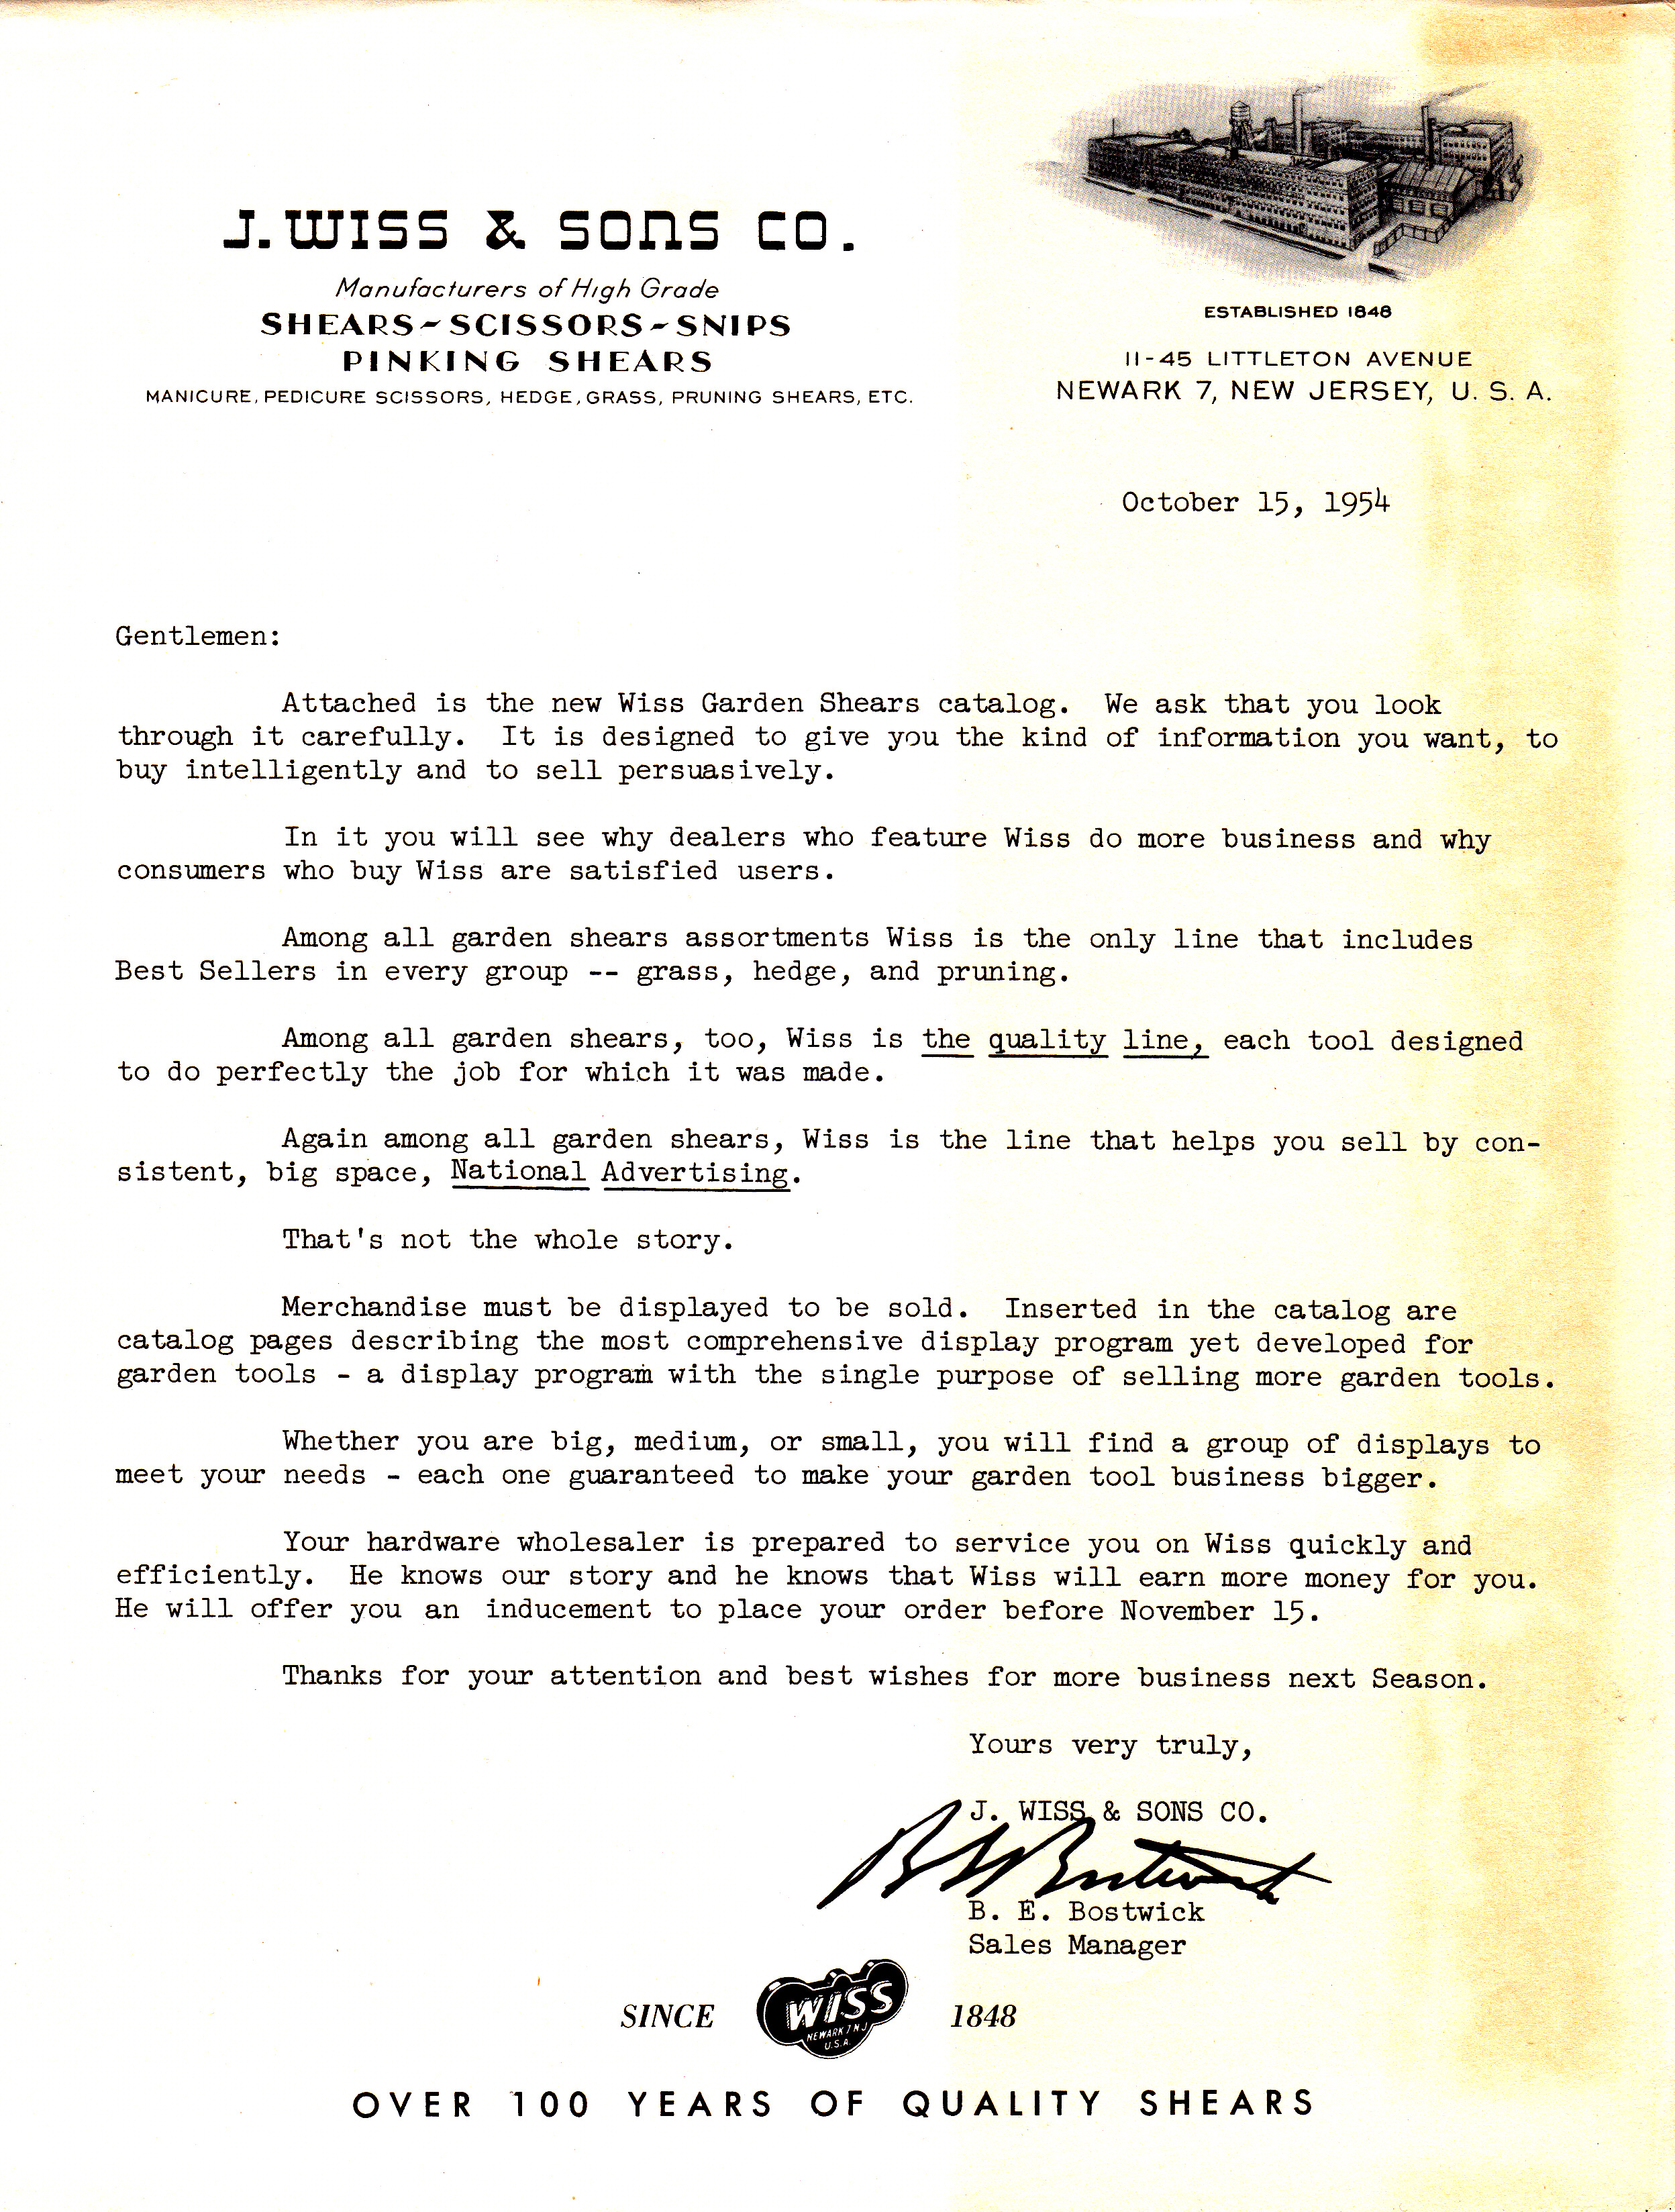 J. WISS & SONS CO.
Manufacturers of High Grade
SHEARS~SCISSORS~SNIPS
PINKING SHEARS
MANICURE, PEDICURE SCISSORS, HEDGE, GRASS, PRUNING SHEARS, ETC.
ESTABLISHED 1848
11-45 LITTLETON AVENUE
NEWARK 7, NEW JERSEY, U. S. A.
October 15, 1954
Gentlemen:
Attached is the new Wiss Garden Shears catalog. We ask that you look
through it carefully. It is designed to give you the kind of information you want, to
buy intelligently and to sell persuasively.
In it you will see why dealers who feature Wiss do more business and why
consumers who buy Wiss are satisfied users.
Among all garden shears assortments Wiss is the only line that includes
Best Sellers in every group -- grass, hedge, and pruning.
Among all garden shears, too, Wiss is the quality line, each tool designed
to do perfectly the job for which it was made.
Again among all garden shears, Wiss is the line that helps you sell by con-
sistent, big space, National Advertising.
That's not the whole story.
Merchandise must be displayed to be sold. Inserted in the catalog are
catalog pages describing the most comprehensive display program yet developed for
garden tools - a display program with the single purpose of selling more garden tools.
Whether you are big, medium, or small, you will find a group of displays to
meet your needs - each one guaranteed to make your garden tool business bigger.
Your hardware wholesaler is prepared to service you on Wiss quickly and
efficiently. He knows our story and he knows that Wiss will earn more money for you.
He will offer you an inducement to place your order before November 15.
Thanks for your attention and best wishes for more business next Season.
Yours very truly,
J. WISS & SONS CO.
B E Bostwick
B. E. Bostwick
Sales Manager
SINCE WISS 1848
NEWARK 7 N J
U.S.A.
OVER 100 YEARS OF QUALITY SHEARS